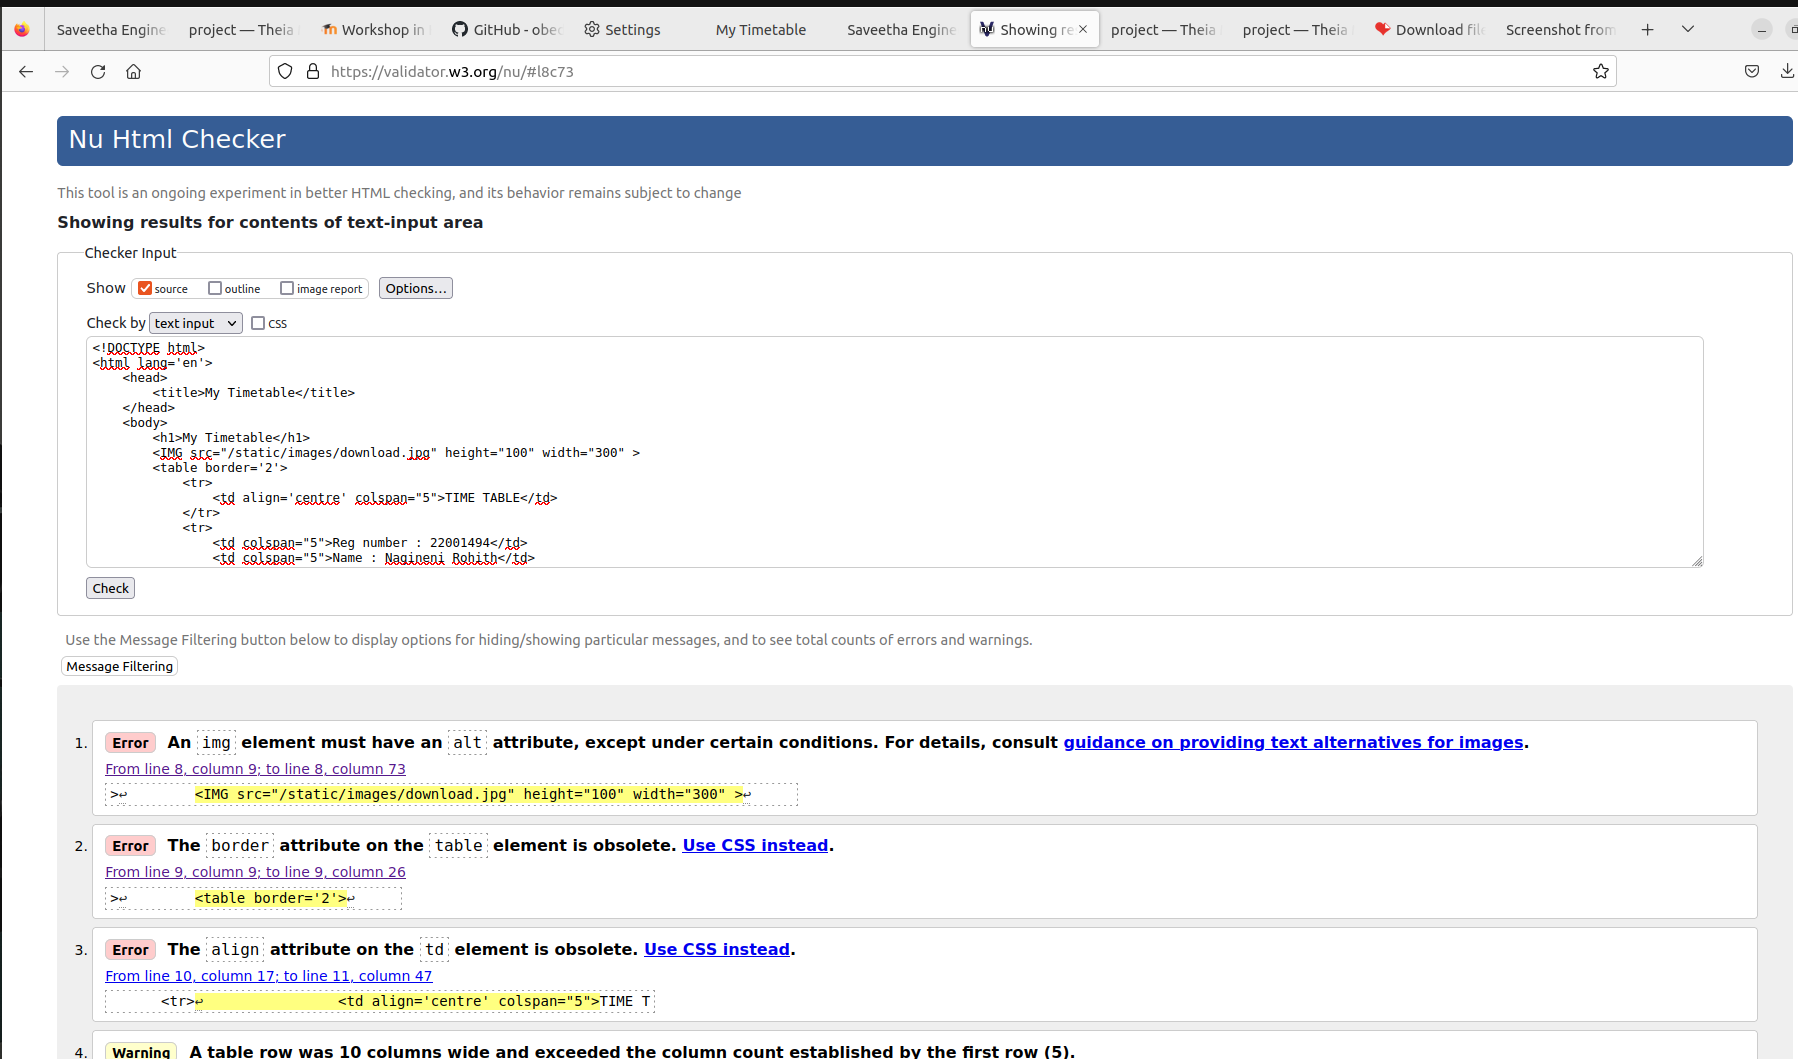 Saveetha Engine project — Theia Workshop in GitHub - obec Settings My Timetable Saveetha Engine Showing re project — Theia project — Theia Download file Screenshot from
https://validator.w3.org/nu/#l8c73
Nu Html Checker
This tool is an ongoing experiment in better HTML checking, and its behavior remains subject to change
Showing results for contents of text-input area
Checker Input
Show source outline image report Options...
Check by text input CSS
<!DOCTYPE html>
<html lang='en'>
<head>
<title>My Timetable</title>
</head>
<body>
<h1>My Timetable</h1>
<IMG src="/static/images/download.jpg" height="100" width="300" >
<table border='2'>
<tr>
<td align='centre' colspan="5">TIME TABLE</td>
</tr>
<tr>
<td colspan="5">Reg number : 22001494</td>
<td colspan="5">Name : Nagineni Rohith</td>
Check
Use the Message Filtering button below to display options for hiding/showing particular messages, and to see total counts of errors and warnings.
Message Filtering
1. Error An img element must have an alt attribute, except under certain conditions. For details, consult guidance on providing text alternatives for images.
From line 8, column 9; to line 8, column 73
>↩ <IMG src="/static/images/download.jpg" height="100" width="300" >↩
2. Error The border attribute on the table element is obsolete. Use CSS instead.
From line 9, column 9; to line 9, column 26
>↩ <table border='2'>↩
3. Error The align attribute on the td element is obsolete. Use CSS instead.
From line 10, column 17; to line 11, column 47
<tr>↩ <td align='centre' colspan="5">TIME T
4. Warning A table row was 10 columns wide and exceeded the column count established by the first row (5).